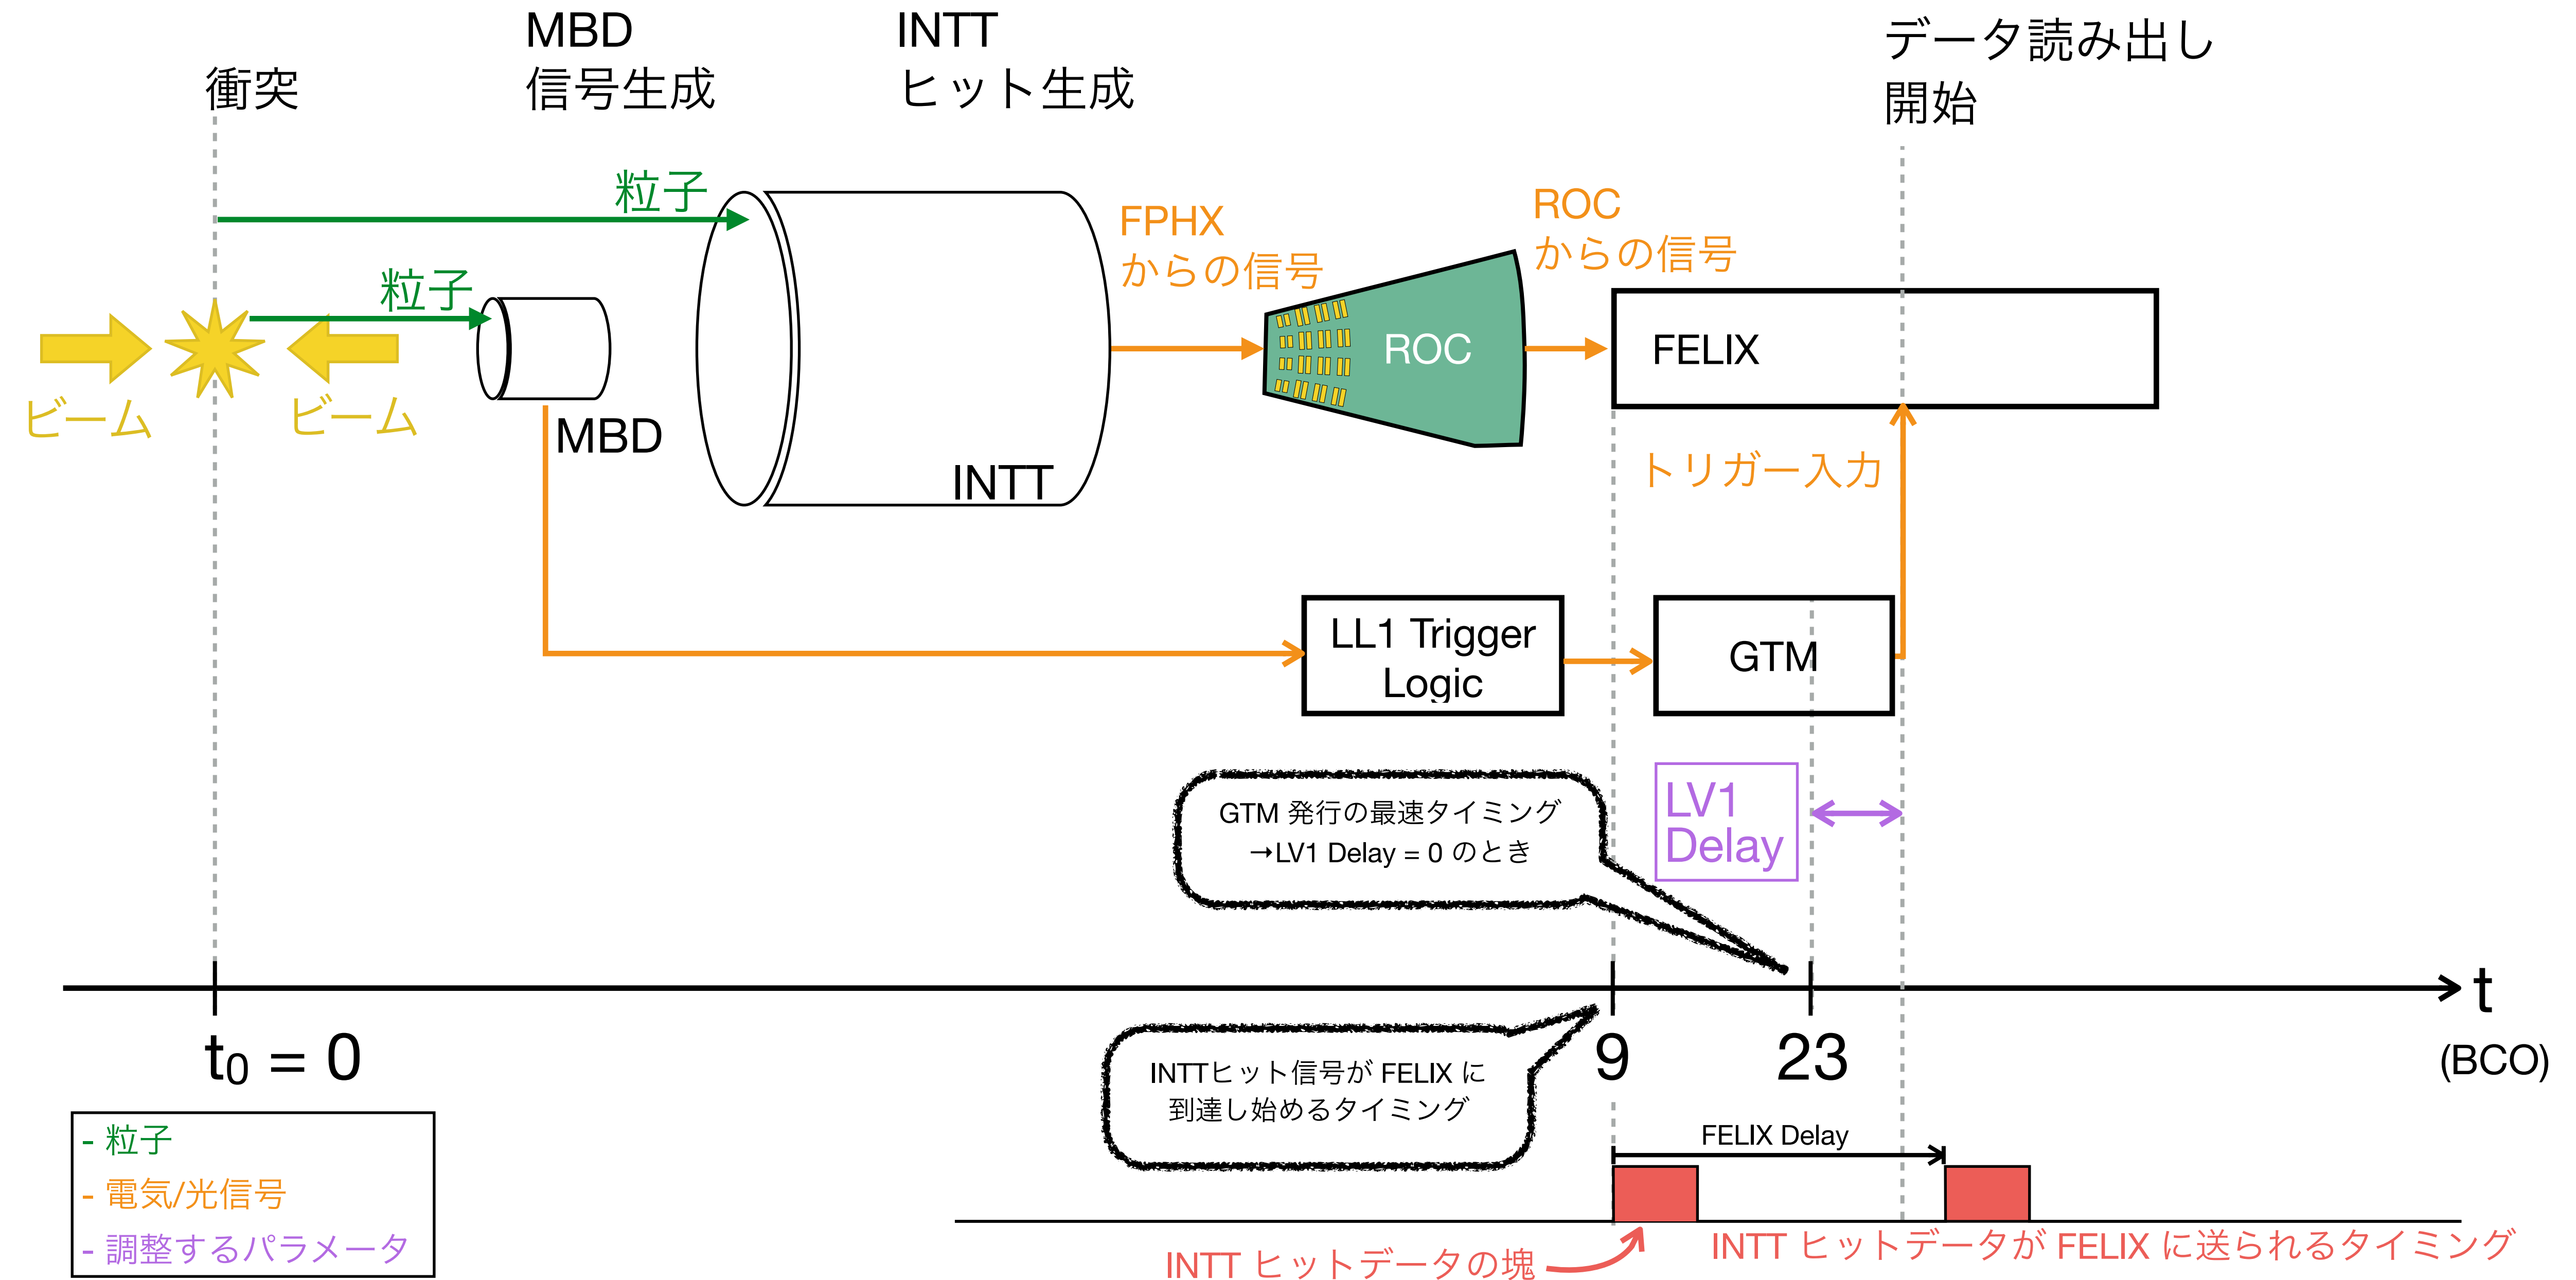 MBD
信号生成
INTT
ヒット生成
データ読み出し
開始
衝突
粒子
粒子
FPHX
からの信号
ROC
からの信号
ROC
FELIX
ビーム
ビーム
MBD
INTT
トリガー入力
LL1 Trigger
Logic
GTM
GTM 発行の最速タイミング
→LV1 Delay = 0 のとき
LV1
Delay
t
t0 = 0
9
23
(BCO)
INTTヒット信号が FELIX に
到達し始めるタイミング
FELIX Delay
- 粒子
- 電気/光信号
- 調整するパラメータ
INTT ヒットデータの塊
INTT ヒットデータが FELIX に送られるタイミング